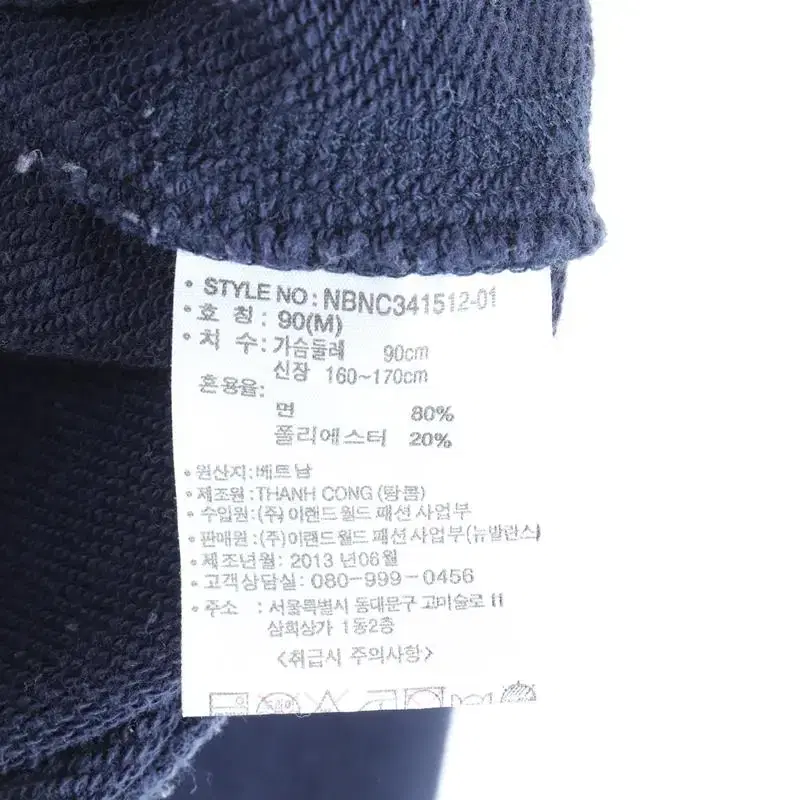 • STYLE NO : NBNC341512-01
• 호 칭 : 90(M)
• 치 수 : 가슴둘레 90cm
신장 160~170cm
혼용율:
면 80%
폴리에스터 20%
• 원산지:베트남
• 제조원 :THANH CONG (탕콤)
• 수입원:(주) 이랜드월드 패션 사업부
• 판매원 : (주)이랜드월드 패션 사업부(뉴발란스)
• 제조년월: 2013 년06월
• 고객상담실: 080-999-0456
• 주소 : 서울특별시 동대문구 고미술로 11
삼희상가 1동2층
<취급시 주의사항>